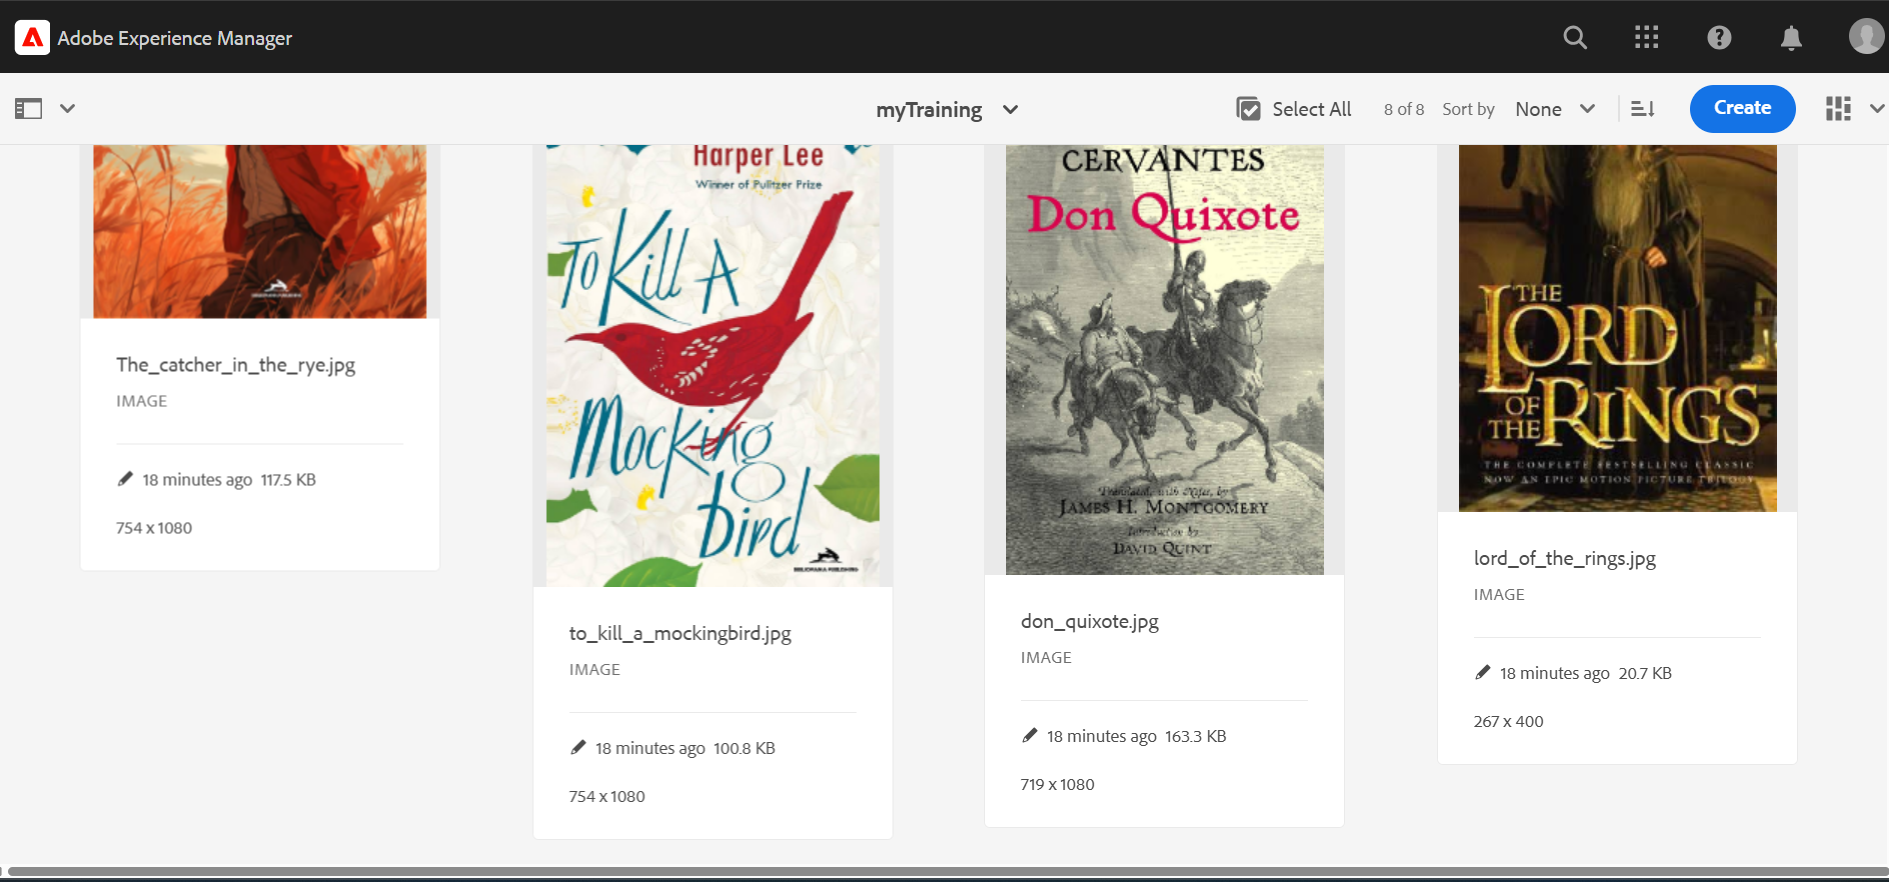 Adobe Experience Manager
myTraining
Select All
8 of 8
Sort by
None
Create
The_catcher_in_the_rye.jpg
IMAGE
18 minutes ago 117.5 KB
754 x 1080
Harper Lee
Winner of Pulitzer Prize
To Kill A
Mocking
Bird
to_kill_a_mockingbird.jpg
IMAGE
18 minutes ago 100.8 KB
754 x 1080
CERVANTES
Don Quixote
Translated, with Notes, by
JAMES H. MONTGOMERY
Introduction by
DAVID QUINT
don_quixote.jpg
IMAGE
18 minutes ago 163.3 KB
719 x 1080
THE
LORD
OF
THE RINGS
THE COMPLETE BESTSELLING CLASSIC
NOW AN EPIC MOTION PICTURE TRILOGY
lord_of_the_rings.jpg
IMAGE
18 minutes ago 20.7 KB
267 x 400